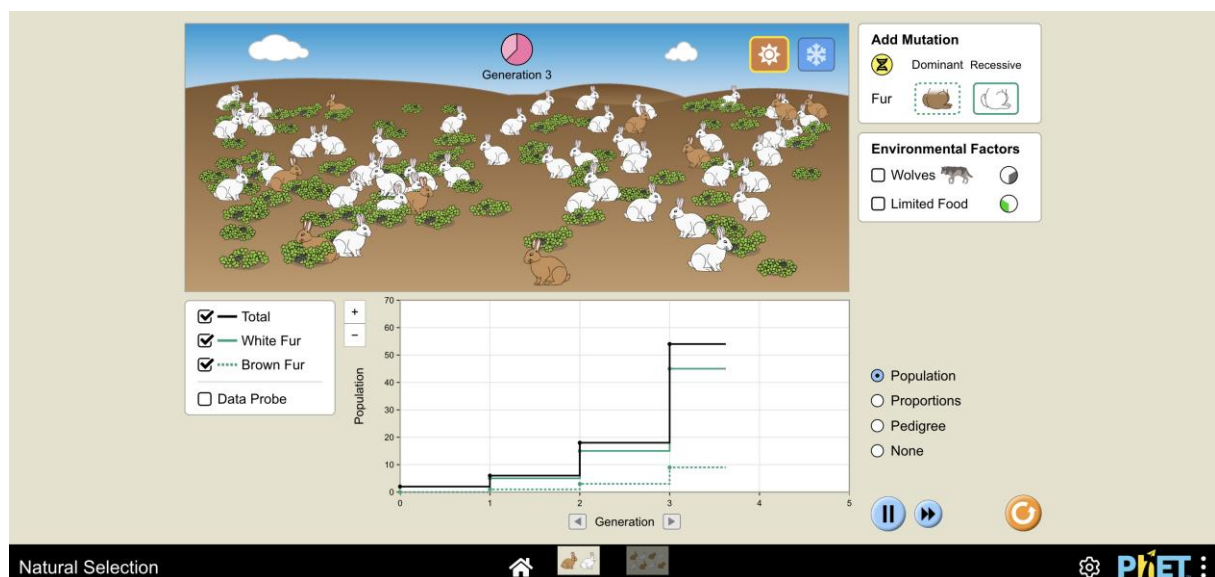 Generation 3
Add Mutation
Dominant Recessive
Fur
Environmental Factors
Wolves
Limited Food
Total
White Fur
Brown Fur
Data Probe
+
−
Population
70
60
50
40
30
20
10
0
0 1 2 3 4 5
Generation
Population
Proportions
Pedigree
None
Natural Selection
PhET